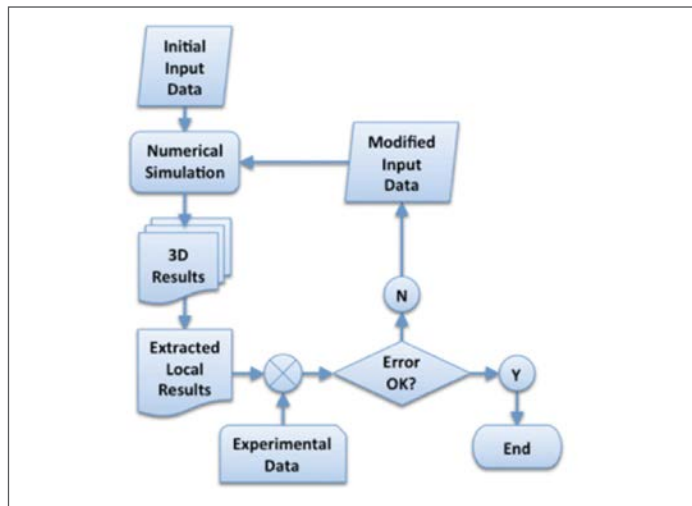 Initial
Input
Data
Numerical
Simulation
Modified
Input
Data
3D
Results
N
Extracted
Local
Results
Error
OK?
Y
Experimental
Data
End